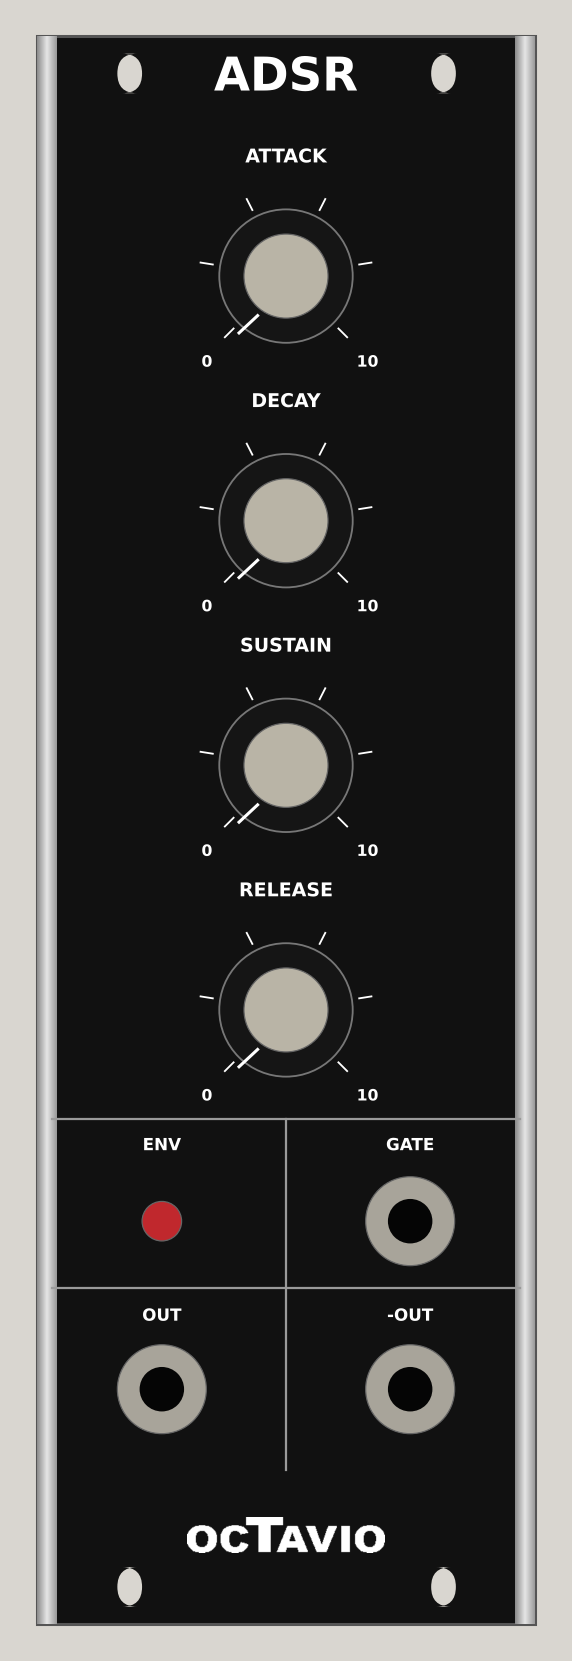 ADSR
ATTACK
0 10
DECAY
0 10
SUSTAIN
0 10
RELEASE
0 10
ENV GATE
OUT -OUT
OCTAVIO